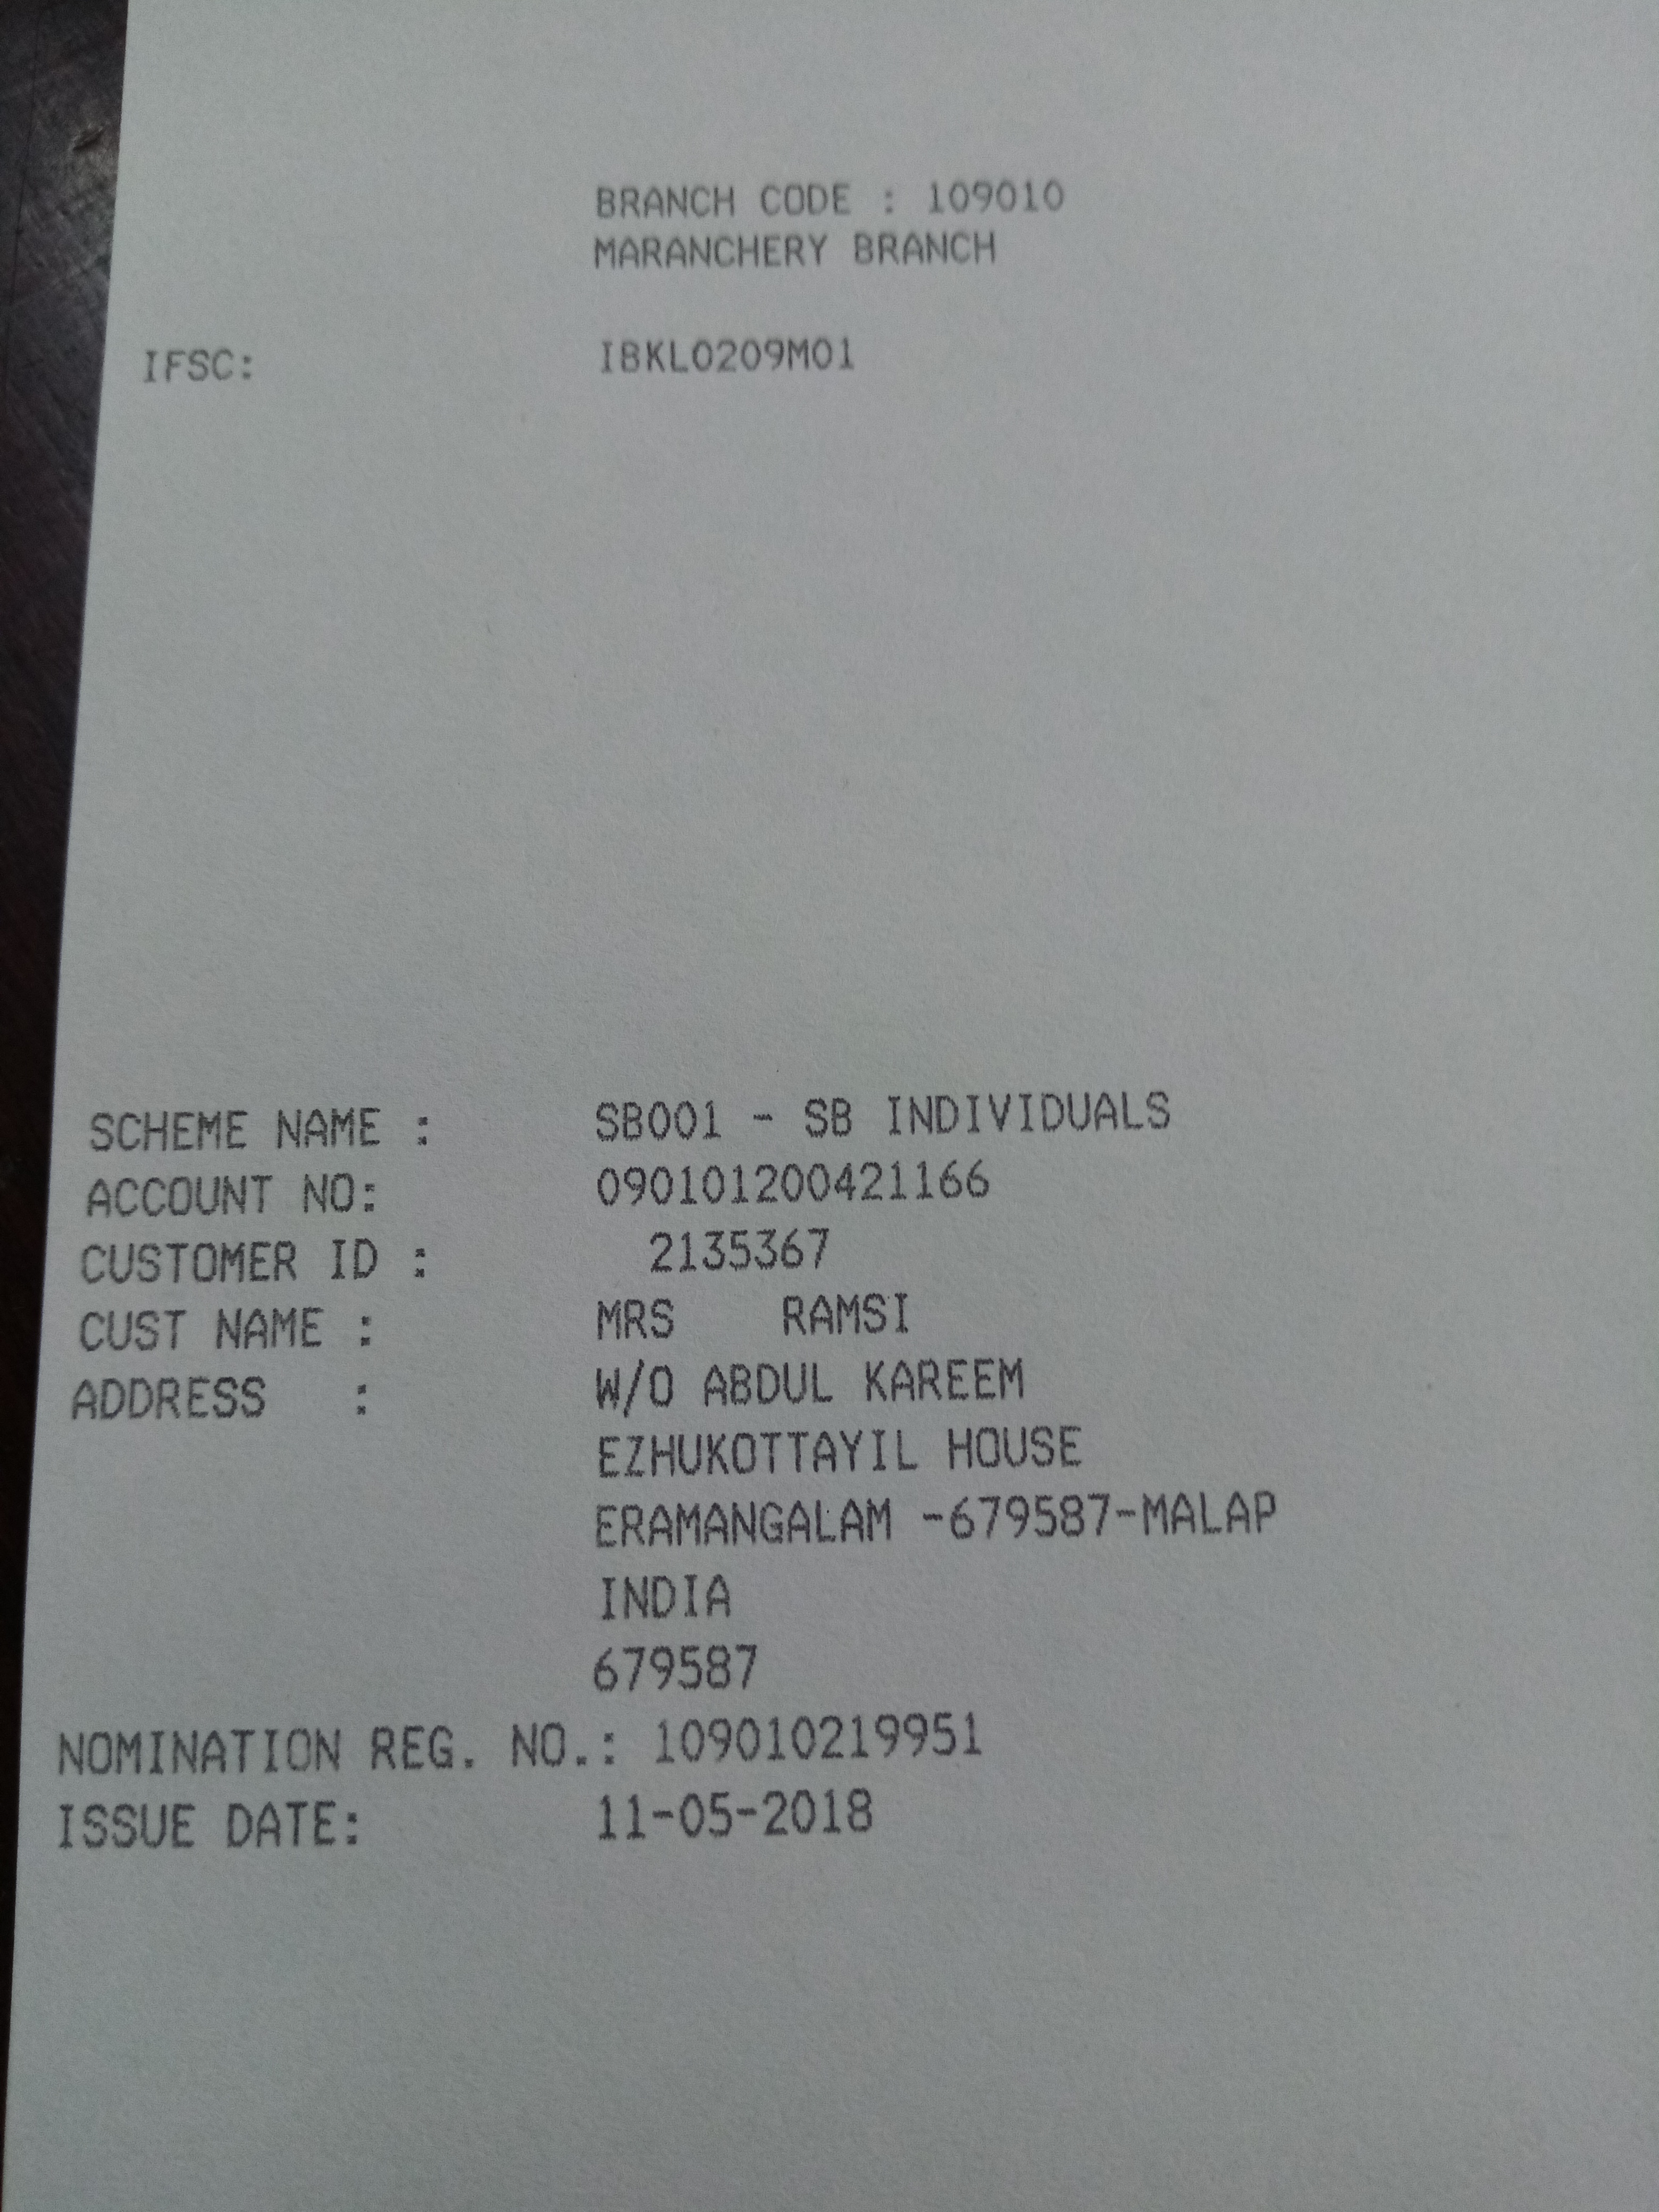 BRANCH CODE : 109010
MARANCHERY BRANCH
IFSC: IBKL0209M01
SCHEME NAME : SB001 - SB INDIVIDUALS
ACCOUNT NO: 090101200421166
CUSTOMER ID : 2135367
CUST NAME : MRS RAMSI
ADDRESS : W/O ABDUL KAREEM
EZHUKOTTAYIL HOUSE
ERAMANGALAM -679587-MALAP
INDIA
679587
NOMINATION REG. NO.: 109010219951
ISSUE DATE: 11-05-2018